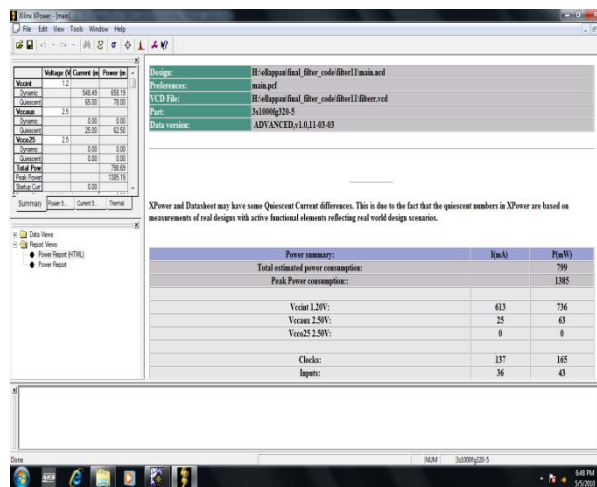 Xilinx XPower - [main]
File Edit View Tools Window Help
Voltage (V Current (m Power (m
Vccint 1.2
Dynamic 548.49 658.19
Quiescent 65.00 78.00
Vccaux 2.5
Dynamic 0.00 0.00
Quiescent 25.00 62.50
Vcco25 2.5
Dynamic 0.00 0.00
Quiescent 0.00 0.00
Total Pow 798.69
Peak Power 1385.19
Startup Curr 0.00
Summary Power S... Current S... Thermal
Data Views
Report Views
Power Report (HTML)
Power Report
Design: H:\ellappan\final_filter_code\filter11\main.ncd
Preferences: main.pcf
VCD File: H:\ellappan\final_filter_code\filter11\filterr.vcd
Part: 3s1000fg320-5
Data version: ADVANCED,v1.0,11-03-03
XPower and Datasheet may have some Quiescent Current differences. This is due to the fact that the quiescent numbers in XPower are based on
measurements of real designs with active functional elements reflecting real world design scenarios.
Power summary: I(mA) P(mW)
Total estimated power consumption: 799
Peak Power consumption:: 1385
Vccint 1.20V: 613 736
Vccaux 2.50V: 25 63
Vcco25 2.50V: 0 0
Clocks: 137 165
Inputs: 36 43
Done NUM 3s1000fg320-5
6:48 PM
5/5/2010